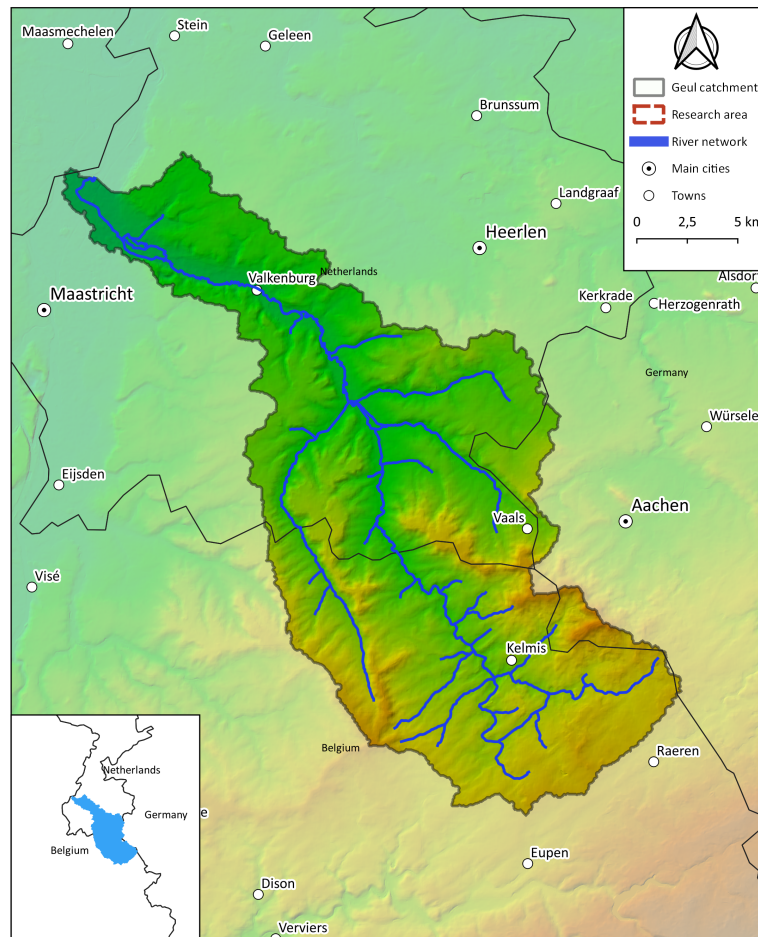 Maasmechelen
Stein
Geleen
Brunssum
Landgraaf
Heerlen
Netherlands
Valkenburg
Maastricht
Kerkrade
Herzogenrath
Alsdorf
Germany
Würsele
Eijsden
Vaals
Aachen
Visé
Kelmis
Belgium
Raeren
Eupen
Dison
Verviers
e
Geul catchment
Research area
River network
Main cities
Towns
0 2,5 5 km
Netherlands
Germany
Belgium